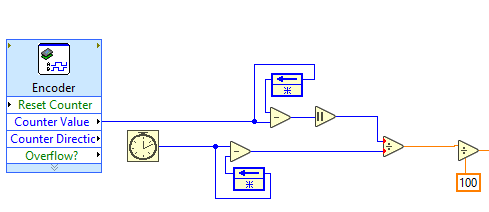 Encoder
Reset Counter
Counter Value
Counter Directic
Overflow?
100